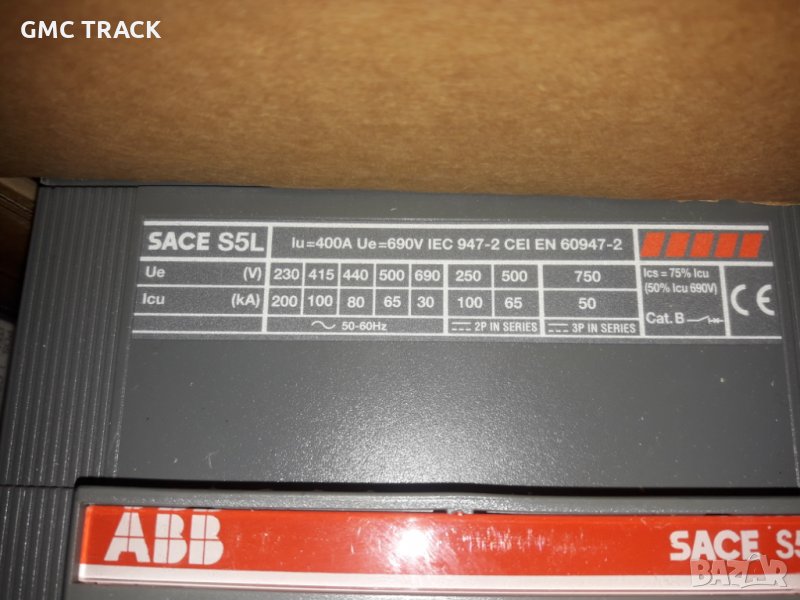 GMC TRACK
SACE S5L Iu=400A Ue=690V IEC 947-2 CEI EN 60947-2
Ue (V) 230 415 440 500 690 250 500 750
Icu (kA) 200 100 80 65 30 100 65 50
50-60Hz 2P IN SERIES 3P IN SERIES
Ics = 75% Icu
(50% Icu 690V)
Cat. B
CE
ABB SACE S5
BAZAR